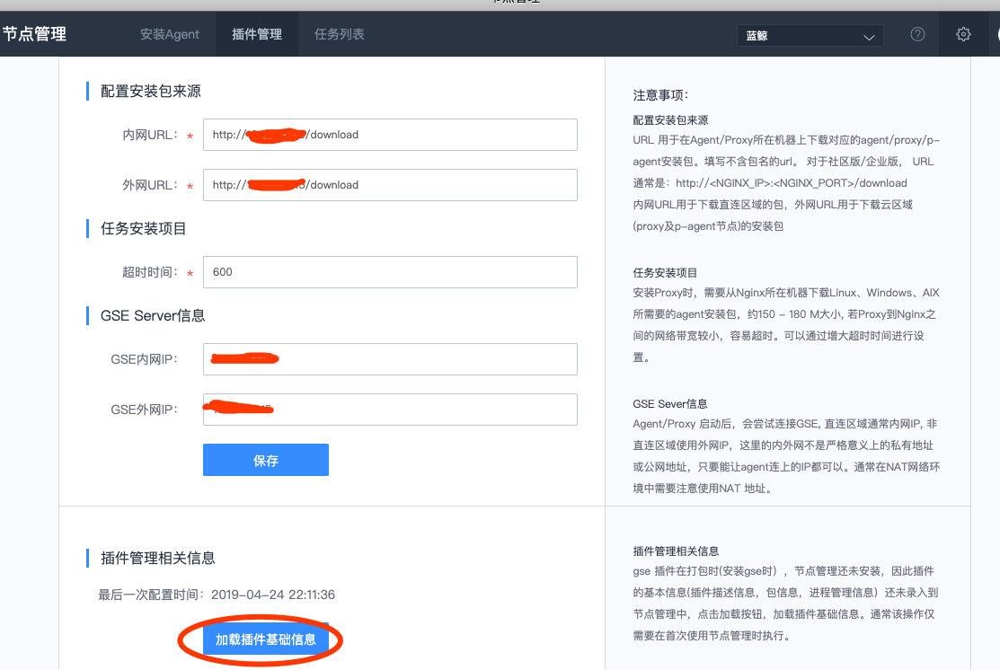 节点管理
安装Agent
插件管理
任务列表
蓝鲸
配置安装包来源
内网URL: * http:// /download
外网URL: * http:// /download
任务安装项目
超时时间: * 600
GSE Server信息
GSE内网IP:
GSE外网IP:
保存
插件管理相关信息
最后一次配置时间: 2019-04-24 22:11:36
加载插件基础信息
注意事项:
配置安装包来源
URL 用于在Agent/Proxy所在机器上下载对应的agent/proxy/p-
agent安装包。填写不含包名的url。 对于社区版/企业版， URL
通常是: http://<NGINX_IP>:<NGINX_PORT>/download
内网URL用于下载直连区域的包，外网URL用于下载云区域
(proxy及p-agent节点)的安装包
任务安装项目
安装Proxy时，需要从Nginx所在机器下载Linux、Windows、AIX
所需要的agent安装包，约150 - 180 M大小, 若Proxy到Nginx之
间的网络带宽较小，容易超时。可以通过增大超时时间进行设
置。
GSE Sever信息
Agent/Proxy 启动后，会尝试连接GSE, 直连区域通常内网IP, 非
直连区域使用外网IP，这里的内外网不是严格意义上的私有地址
或公网地址，只要能让agent连上的IP都可以。通常在NAT网络环
境中需要注意使用NAT 地址。
插件管理相关信息
gse 插件在打包时(安装gse时），节点管理还未安装，因此插件
的基本信息(插件描述信息，包信息，进程管理信息）还未录入到
节点管理中，点击加载按钮，加载插件基础信息。通常该操作仅
需要在首次使用节点管理时执行。